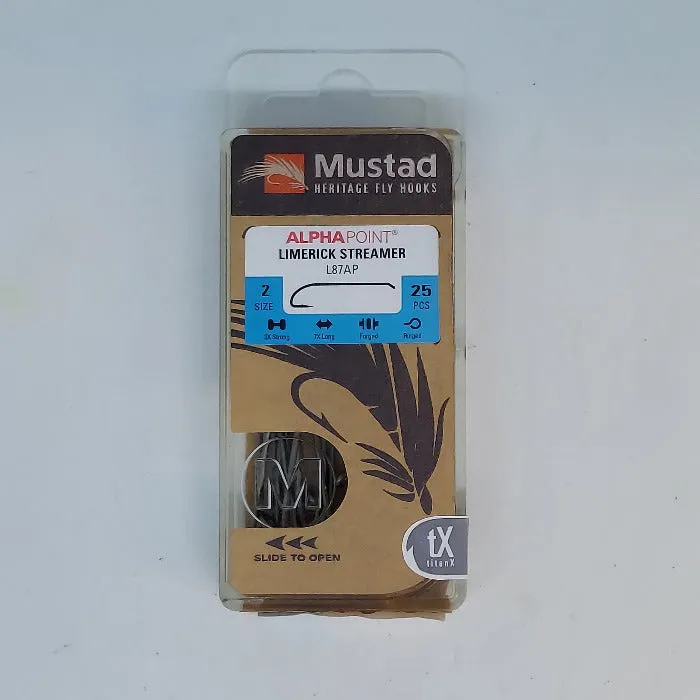 Mustad
HERITAGE FLY HOOKS
ALPHAPOINT®
LIMERICK STREAMER
L87AP
2
SIZE
25
PCS
3X Strong
7X Long
Forged
Ringed
M
SLIDE TO OPEN
tX
titanX